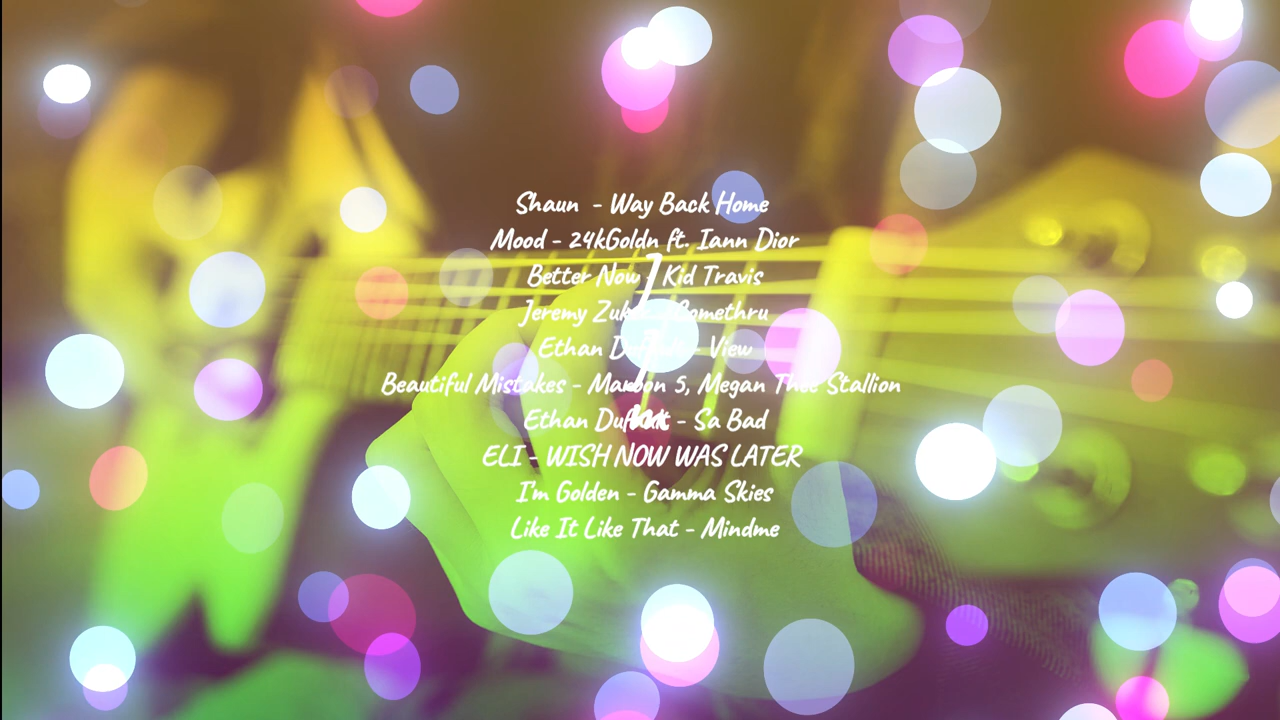 Shaun - Way Back Home
Mood - 24kGoldn ft. Iann Dior
Better Now - Kid Travis
Jeremy - Comethru
Ethan - View
Beautiful Mistakes - Maroon 5, Megan Thee Stallion
Ethan - Sa Bad
ELI - WISH NOW WAS LATER
I'm Golden - Gamma Skies
Like It Like That - Mindme